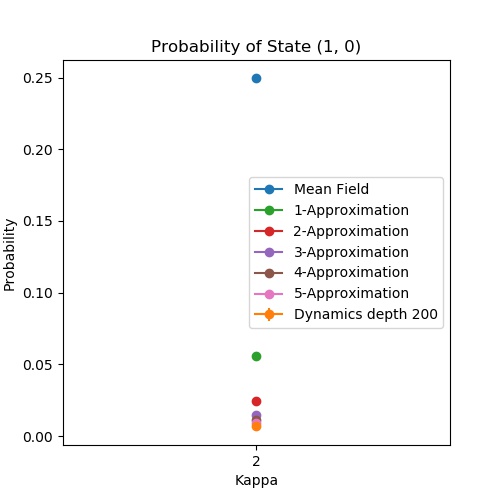 Probability of State (1, 0)
0.25
0.20
0.15
0.10
0.05
0.00
Probability
Mean Field
1-Approximation
2-Approximation
3-Approximation
4-Approximation
5-Approximation
Dynamics depth 200
2
Kappa